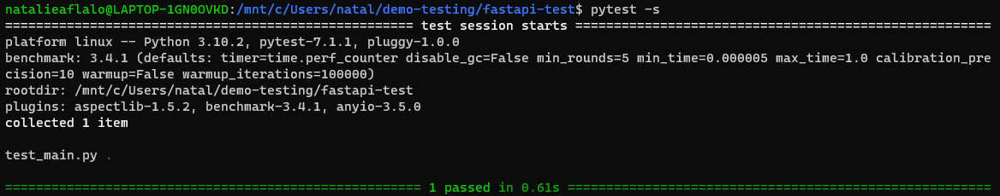 natalieaflalo@LAPTOP-1GN0OVKD:/mnt/c/Users/natal/demo-testing/fastapi-test$ pytest -s
===================================================== test session starts ======================================================
platform linux -- Python 3.10.2, pytest-7.1.1, pluggy-1.0.0
benchmark: 3.4.1 (defaults: timer=time.perf_counter disable_gc=False min_rounds=5 min_time=0.000005 max_time=1.0 calibration_pre
cision=10 warmup=False warmup_iterations=100000)
rootdir: /mnt/c/Users/natal/demo-testing/fastapi-test
plugins: aspectlib-1.5.2, benchmark-3.4.1, anyio-3.5.0
collected 1 item
test_main.py .
====================================================== 1 passed in 0.61s =======================================================